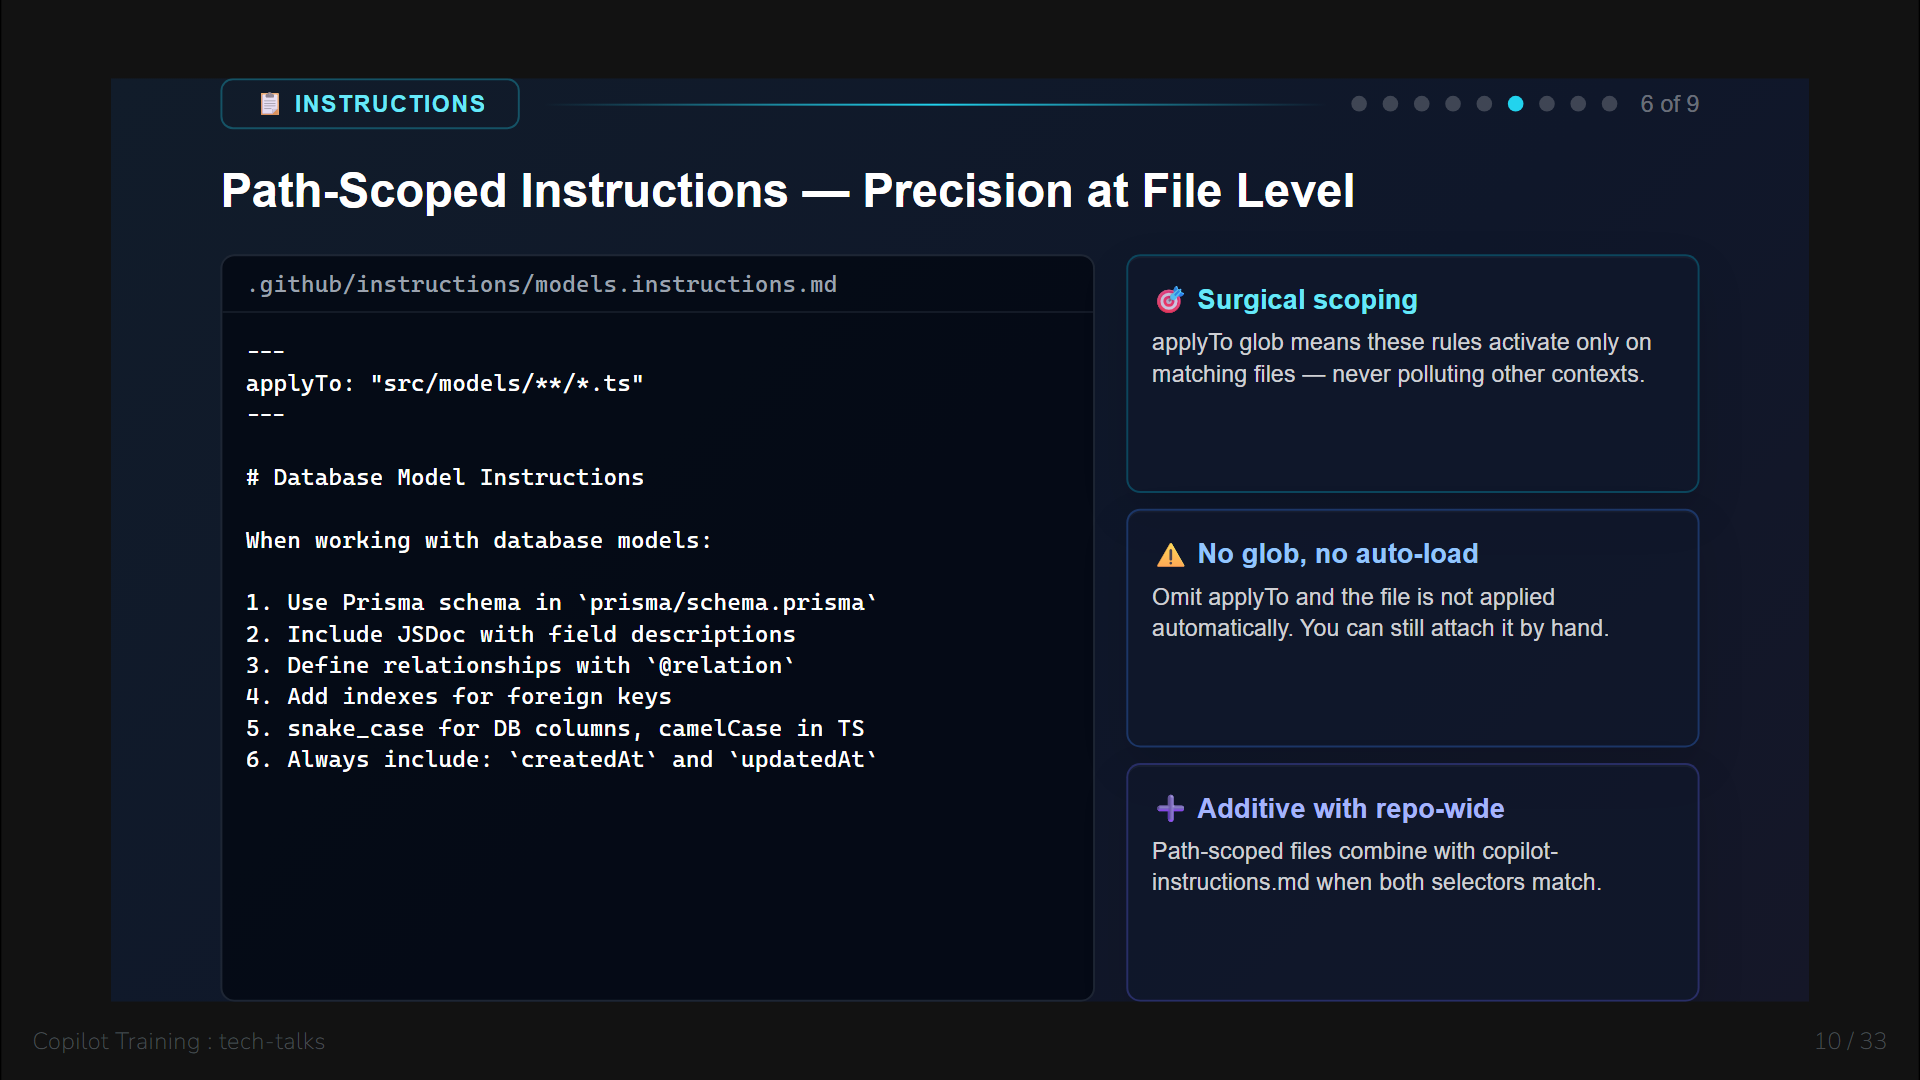 📋 INSTRUCTIONS
6 of 9
Path-Scoped Instructions — Precision at File Level
.github/instructions/models.instructions.md
---
applyTo: "src/models/**/*.ts"
---
# Database Model Instructions
When working with database models:
1. Use Prisma schema in `prisma/schema.prisma`
2. Include JSDoc with field descriptions
3. Define relationships with `@relation`
4. Add indexes for foreign keys
5. snake_case for DB columns, camelCase in TS
6. Always include: `createdAt` and `updatedAt`
🎯 Surgical scoping
applyTo glob means these rules activate only on
matching files — never polluting other contexts.
⚠️ No glob, no auto-load
Omit applyTo and the file is not applied
automatically. You can still attach it by hand.
➕ Additive with repo-wide
Path-scoped files combine with copilot-
instructions.md when both selectors match.
Copilot Training : tech-talks
10 / 33